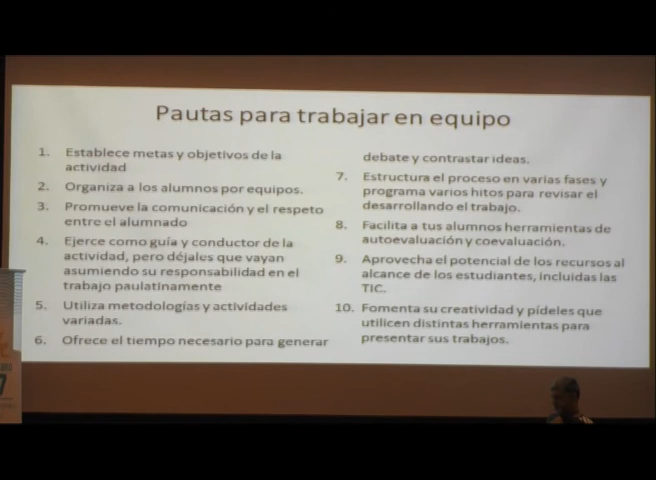 Pautas para trabajar en equipo
1. Establece metas y objetivos de la
actividad
2. Organiza a los alumnos por equipos.
3. Promueve la comunicación y el respeto
entre el alumnado
4. Ejerce como guía y conductor de la
actividad, pero déjales que vayan
asumiendo su responsabilidad en el
trabajo paulatinamente
5. Utiliza metodologías y actividades
variadas.
6. Ofrece el tiempo necesario para generar
debate y contrastar ideas.
7. Estructura el proceso en varias fases y
programa varios hitos para revisar el
desarrollando el trabajo.
8. Facilita a tus alumnos herramientas de
autoevaluación y coevaluación.
9. Aprovecha el potencial de los recursos al
alcance de los estudiantes, incluidas las
TIC.
10. Fomenta su creatividad y pídeles que
utilicen distintas herramientas para
presentar sus trabajos.
7